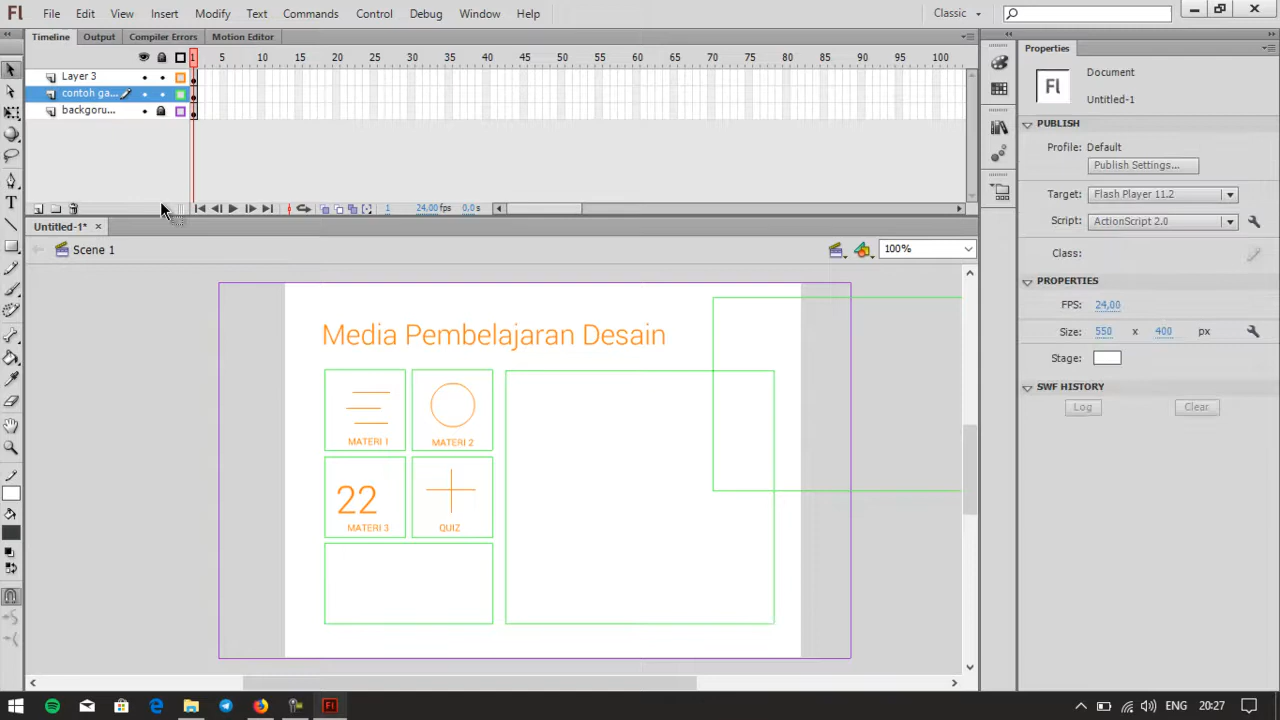 Fl File Edit View Insert Modify Text Commands Control Debug Window Help Classic
Timeline Output Compiler Errors Motion Editor
1 5 10 15 20 25 30 35 40 45 50 55 60 65 70 75 80 85 90 95 100
Layer 3
contoh ga...
backgoru...
1 24,00 fps 0,0 s
Untitled-1* ×
Scene 1 100%
Media Pembelajaran Desain
MATERI 1 MATERI 2
22
MATERI 3 QUIZ
Properties
Fl Document
Untitled-1
PUBLISH
Profile: Default
Publish Settings...
Target: Flash Player 11.2
Script: ActionScript 2.0
Class:
PROPERTIES
FPS: 24,00
Size: 550 x 400 px
Stage:
SWF HISTORY
Log Clear
Fl ENG 20:27